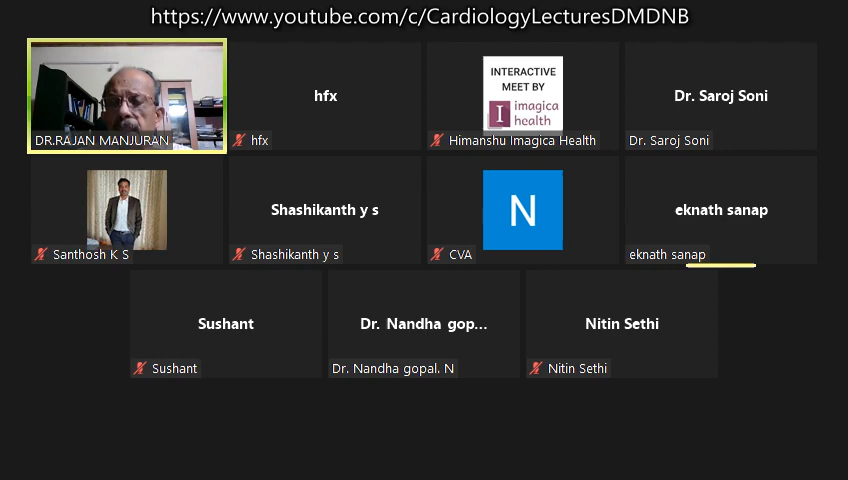 https://www.youtube.com/c/CardiologyLecturesDMDNB
DR.RAJAN MANJURAN
hfx
hfx
INTERACTIVE
MEET BY
imagica
health
Himanshu Imagica Health
Dr. Saroj Soni
Dr. Saroj Soni
Santhosh K S
Shashikanth y s
Shashikanth y s
N
CVA
eknath sanap
eknath sanap
Sushant
Sushant
Dr. Nandha gop...
Dr. Nandha gopal. N
Nitin Sethi
Nitin Sethi